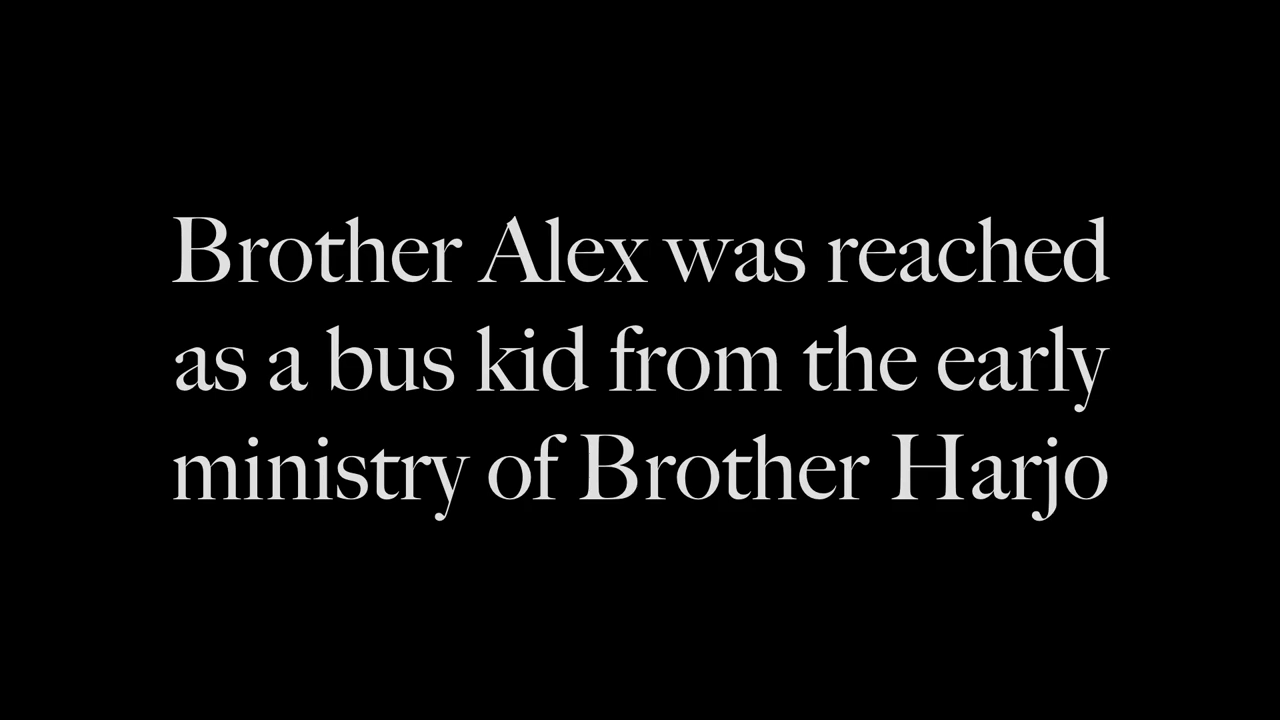 Brother Alex was reached
as a bus kid from the early
ministry of Brother Harjo